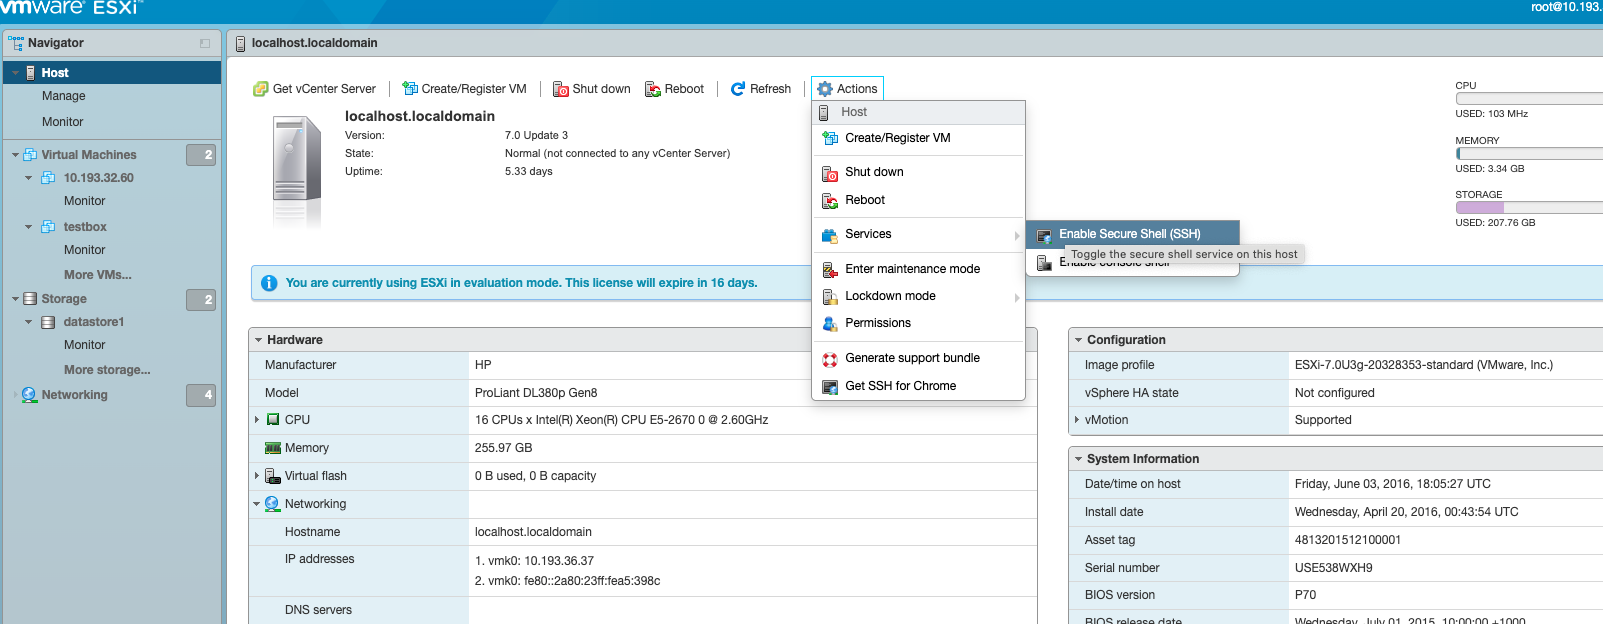 vmware ESXi™
root@10.193.
Navigator
localhost.localdomain
Host
Manage
Monitor
Virtual Machines 2
10.193.32.60
Monitor
testbox
Monitor
More VMs...
Storage 2
datastore1
Monitor
More storage...
Networking 4
Get vCenter Server
Create/Register VM
Shut down
Reboot
Refresh
Actions
localhost.localdomain
Version: 7.0 Update 3
State: Normal (not connected to any vCenter Server)
Uptime: 5.33 days
CPU
USED: 103 MHz
MEMORY
USED: 3.34 GB
STORAGE
USED: 207.76 GB
Host
Create/Register VM
Shut down
Reboot
Services
Enter maintenance mode
Lockdown mode
Permissions
Generate support bundle
Get SSH for Chrome
Enable Secure Shell (SSH)
Toggle the secure shell service on this host
You are currently using ESXi in evaluation mode. This license will expire in 16 days.
Hardware
Manufacturer HP
Model ProLiant DL380p Gen8
CPU 16 CPUs x Intel(R) Xeon(R) CPU E5-2670 0 @ 2.60GHz
Memory 255.97 GB
Virtual flash 0 B used, 0 B capacity
Networking
Hostname localhost.localdomain
IP addresses 1. vmk0: 10.193.36.37
2. vmk0: fe80::2a80:23ff:fea5:398c
DNS servers
Configuration
Image profile ESXi-7.0U3g-20328353-standard (VMware, Inc.)
vSphere HA state Not configured
vMotion Supported
System Information
Date/time on host Friday, June 03, 2016, 18:05:27 UTC
Install date Wednesday, April 20, 2016, 00:43:54 UTC
Asset tag 4813201512100001
Serial number USE538WXH9
BIOS version P70
BIOS release date Wednesday, July 01, 2015, 10:00:00 +1000